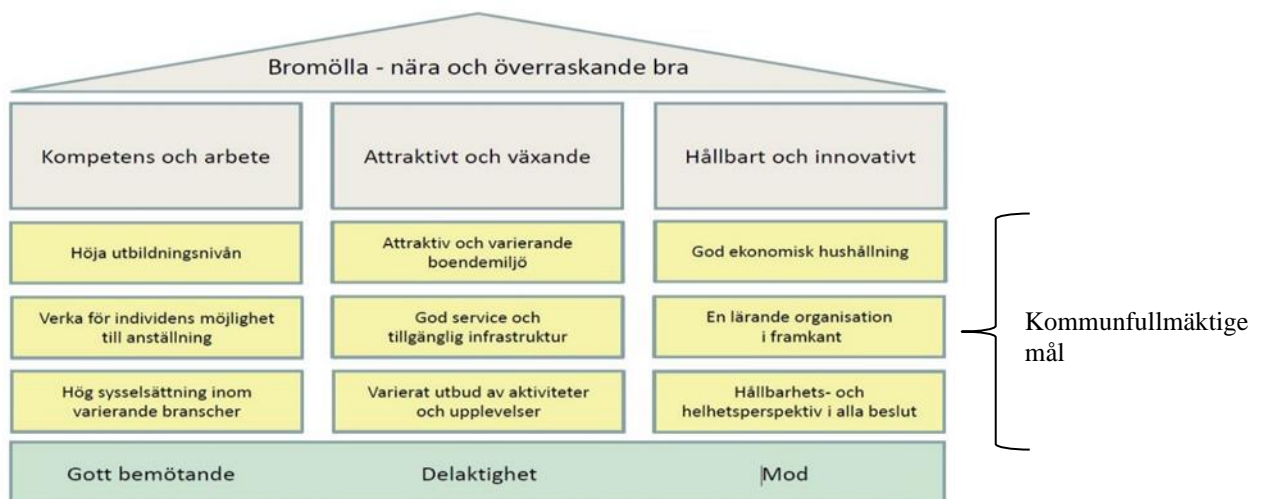 Bromölla - nära och överraskande bra
Kompetens och arbete
Attraktivt och växande
Hållbart och innovativt
Höja utbildningsnivån
Attraktiv och varierande
boendemiljö
God ekonomisk hushållning
Verka för individens möjlighet
till anställning
God service och
tillgänglig infrastruktur
En lärande organisation
i framkant
Hög sysselsättning inom
varierande branscher
Varierat utbud av aktiviteter
och upplevelser
Hållbarhets- och
helhetsperspektiv i alla beslut
Gott bemötande
Delaktighet
Mod
Kommunfullmäktige
mål